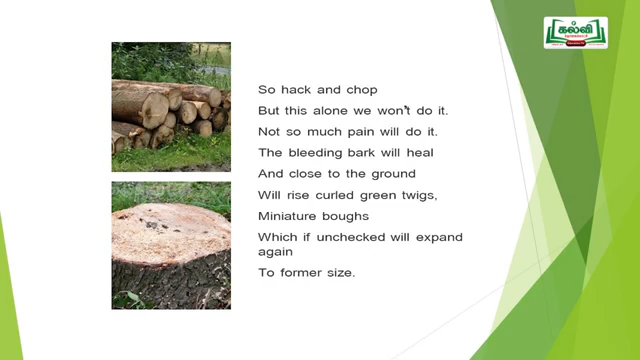 கல்வி
So hack and chop
But this alone we won't do it.
Not so much pain will do it.
The bleeding bark will heal
And close to the ground
Will rise curled green twigs,
Miniature boughs
Which if unchecked will expand
again
To former size.